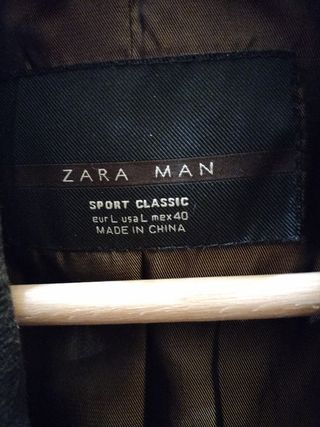 ZARA MAN
SPORT CLASSIC
eur L usa L mex 40
MADE IN CHINA